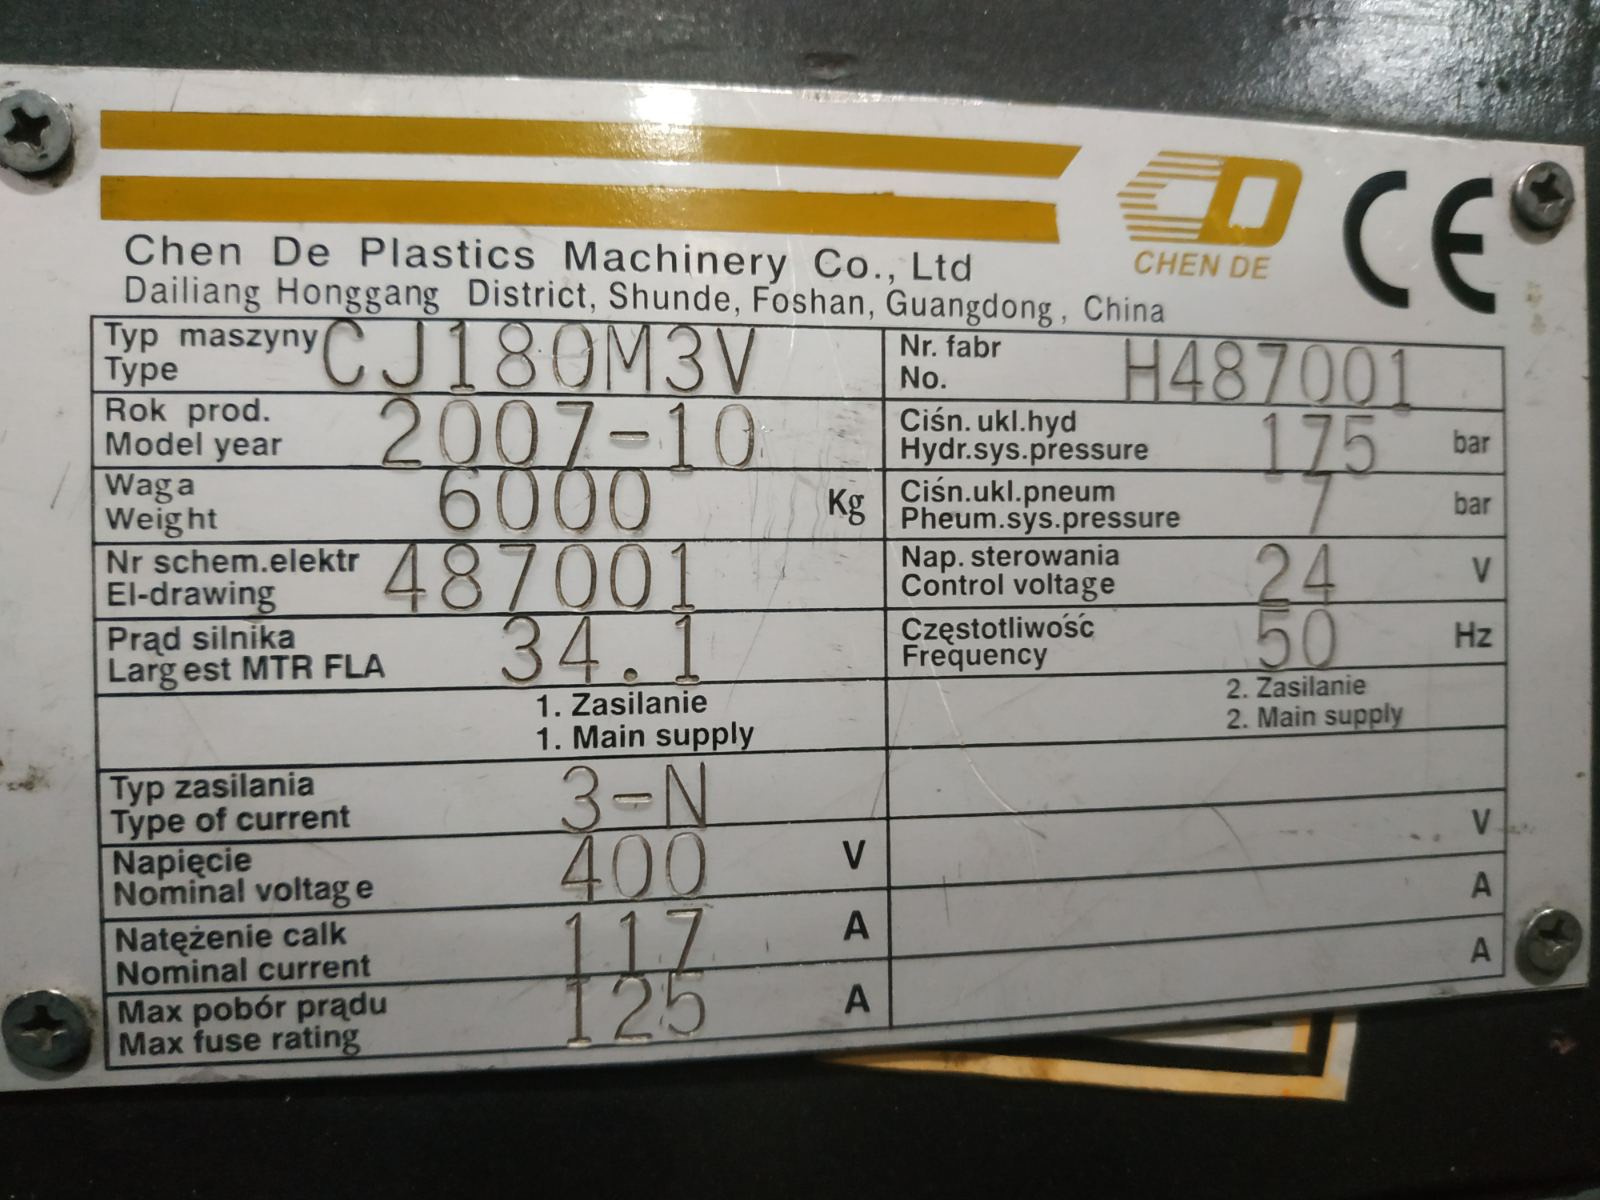 CHEN DE
CE
Chen De Plastics Machinery Co., Ltd
Dailiang Honggang District, Shunde, Foshan, Guangdong, China
Typ maszyny CJ180M3V
Type
Nr. fabr H487001
No.
Rok prod. 2007-10
Model year
Ciśn. ukl.hyd 175 bar
Hydr.sys.pressure
Waga 6000 Kg
Weight
Ciśn.ukl.pneum 7 bar
Pheum.sys.pressure
Nr schem.elektr 487001
El-drawing
Nap. sterowania 24 V
Control voltage
Prąd silnika 34.1
Largest MTR FLA
Częstotliwość 50 Hz
Frequency
1. Zasilanie
1. Main supply
2. Zasilanie
2. Main supply
Typ zasilania 3-N
Type of current
Napięcie 400 V
Nominal voltage
V
Natężenie calk 117 A
Nominal current
A
Max pobór prądu 125 A
Max fuse rating
A